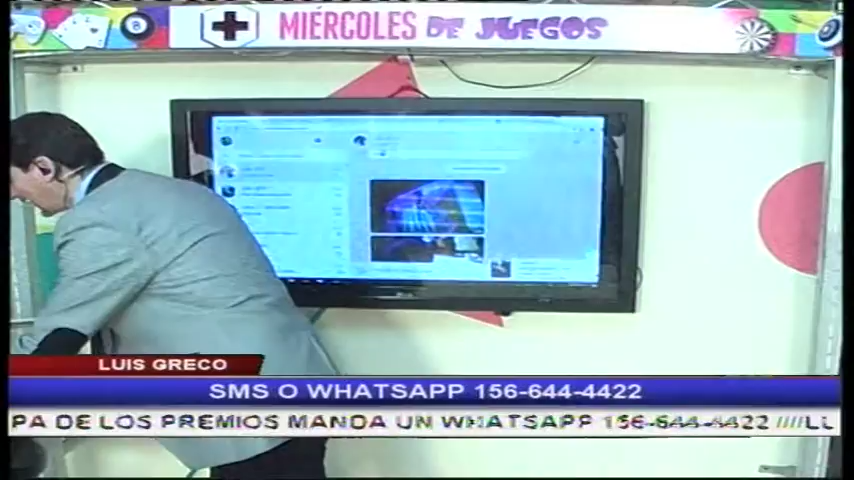 MIÉRCOLES DE JUEGOS
LUIS GRECO
SMS O WHATSAPP 156-644-4422
PA DE LOS PREMIOS MANDA UN WHATSAPP 156-644-4422 ////LL